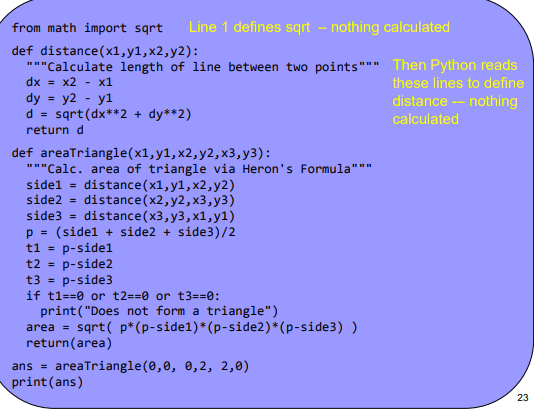 from math import sqrt Line 1 defines sqrt – nothing calculated
def distance(x1,y1,x2,y2):
"""Calculate length of line between two points"""
dx = x2 - x1
dy = y2 - y1
d = sqrt(dx**2 + dy**2)
return d
Then Python reads
these lines to define
distance –- nothing
calculated
def areaTriangle(x1,y1,x2,y2,x3,y3):
"""Calc. area of triangle via Heron's Formula"""
side1 = distance(x1,y1,x2,y2)
side2 = distance(x2,y2,x3,y3)
side3 = distance(x3,y3,x1,y1)
p = (side1 + side2 + side3)/2
t1 = p-side1
t2 = p-side2
t3 = p-side3
if t1==0 or t2==0 or t3==0:
print("Does not form a triangle")
area = sqrt( p*(p-side1)*(p-side2)*(p-side3) )
return(area)
ans = areaTriangle(0,0, 0,2, 2,0)
print(ans)
23